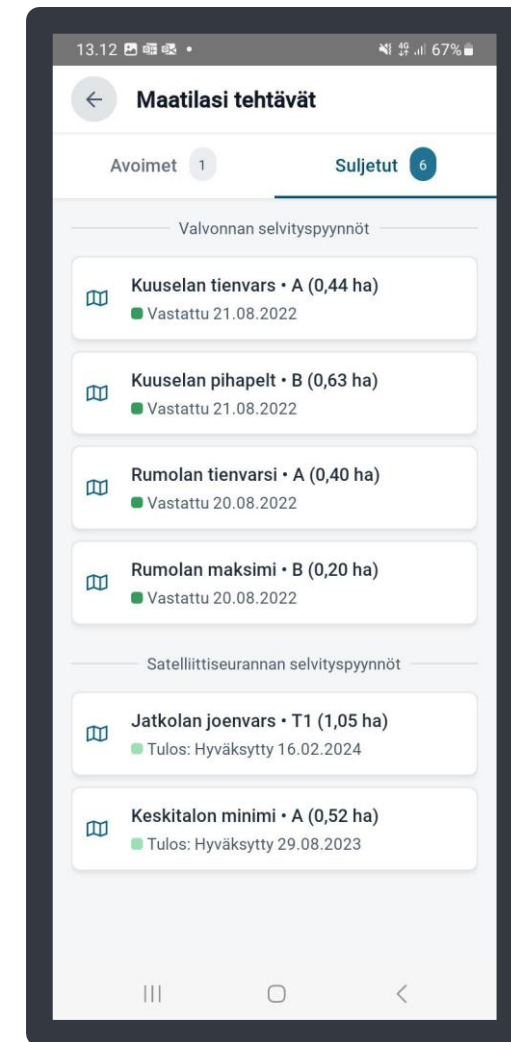 13.12 4G 67%
Maatilasi tehtävät
Avoimet 1 Suljetut 6
Valvonnan selvityspyynnöt
Kuuselan tienvars • A (0,44 ha)
Vastattu 21.08.2022
Kuuselan pihapelt • B (0,63 ha)
Vastattu 21.08.2022
Rumolan tienvarsi • A (0,40 ha)
Vastattu 20.08.2022
Rumolan maksimi • B (0,20 ha)
Vastattu 20.08.2022
Satelliittiseurannan selvityspyynnöt
Jatkolan joenvars • T1 (1,05 ha)
Tulos: Hyväksytty 16.02.2024
Keskitalon minimi • A (0,52 ha)
Tulos: Hyväksytty 29.08.2023